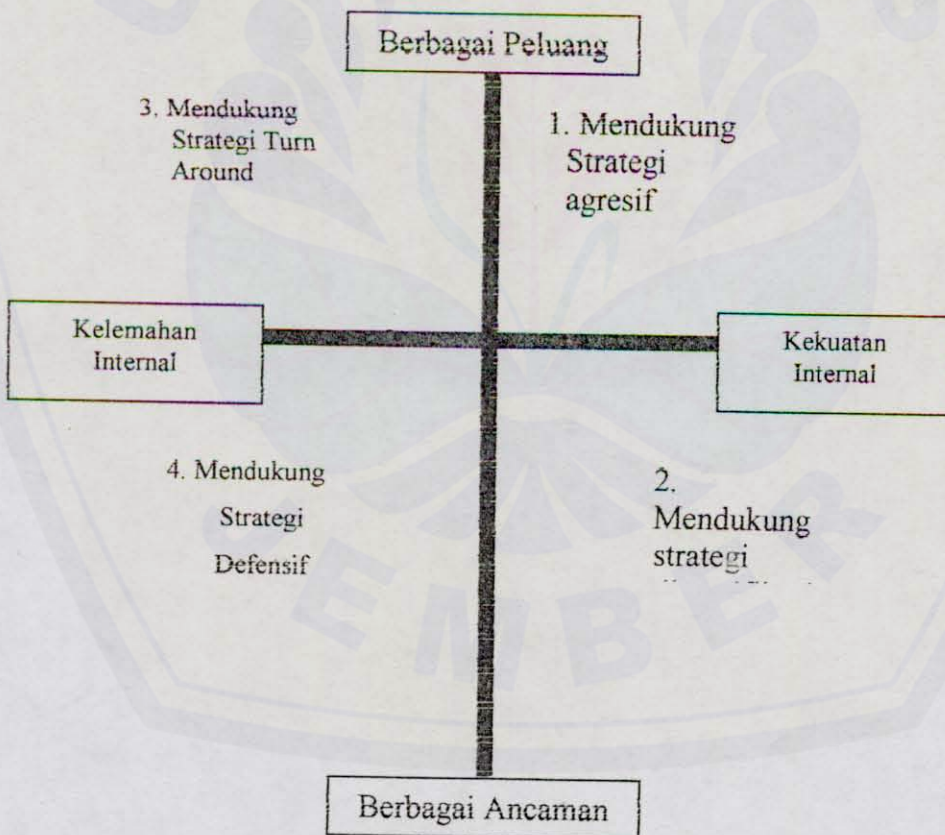 Berbagai Peluang
3. Mendukung
Strategi Turn
Around
1. Mendukung
Strategi
agresif
Kelemahan
Internal
Kekuatan
Internal
4. Mendukung
Strategi
Defensif
2.
Mendukung
strategi
Berbagai Ancaman
EMBER